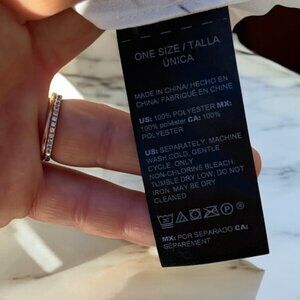 ONE SIZE / TALLA
ÚNICA
MADE IN CHINA/ HECHO EN
CHINA/ FABRIQUÉ EN CHINA
US: 100% POLYESTER MX:
100% poliéster CA: 100%
POLYESTER
US: SEPARATELY, MACHINE
WASH COLD, GENTLE
CYCLE, ONLY
NON-CHLORINE BLEACH
TUMBLE DRY LOW, DO NOT
IRON, MAY BE DRY
CLEANED
MX: POR SEPARADO CA:
SÉPARÉMENT